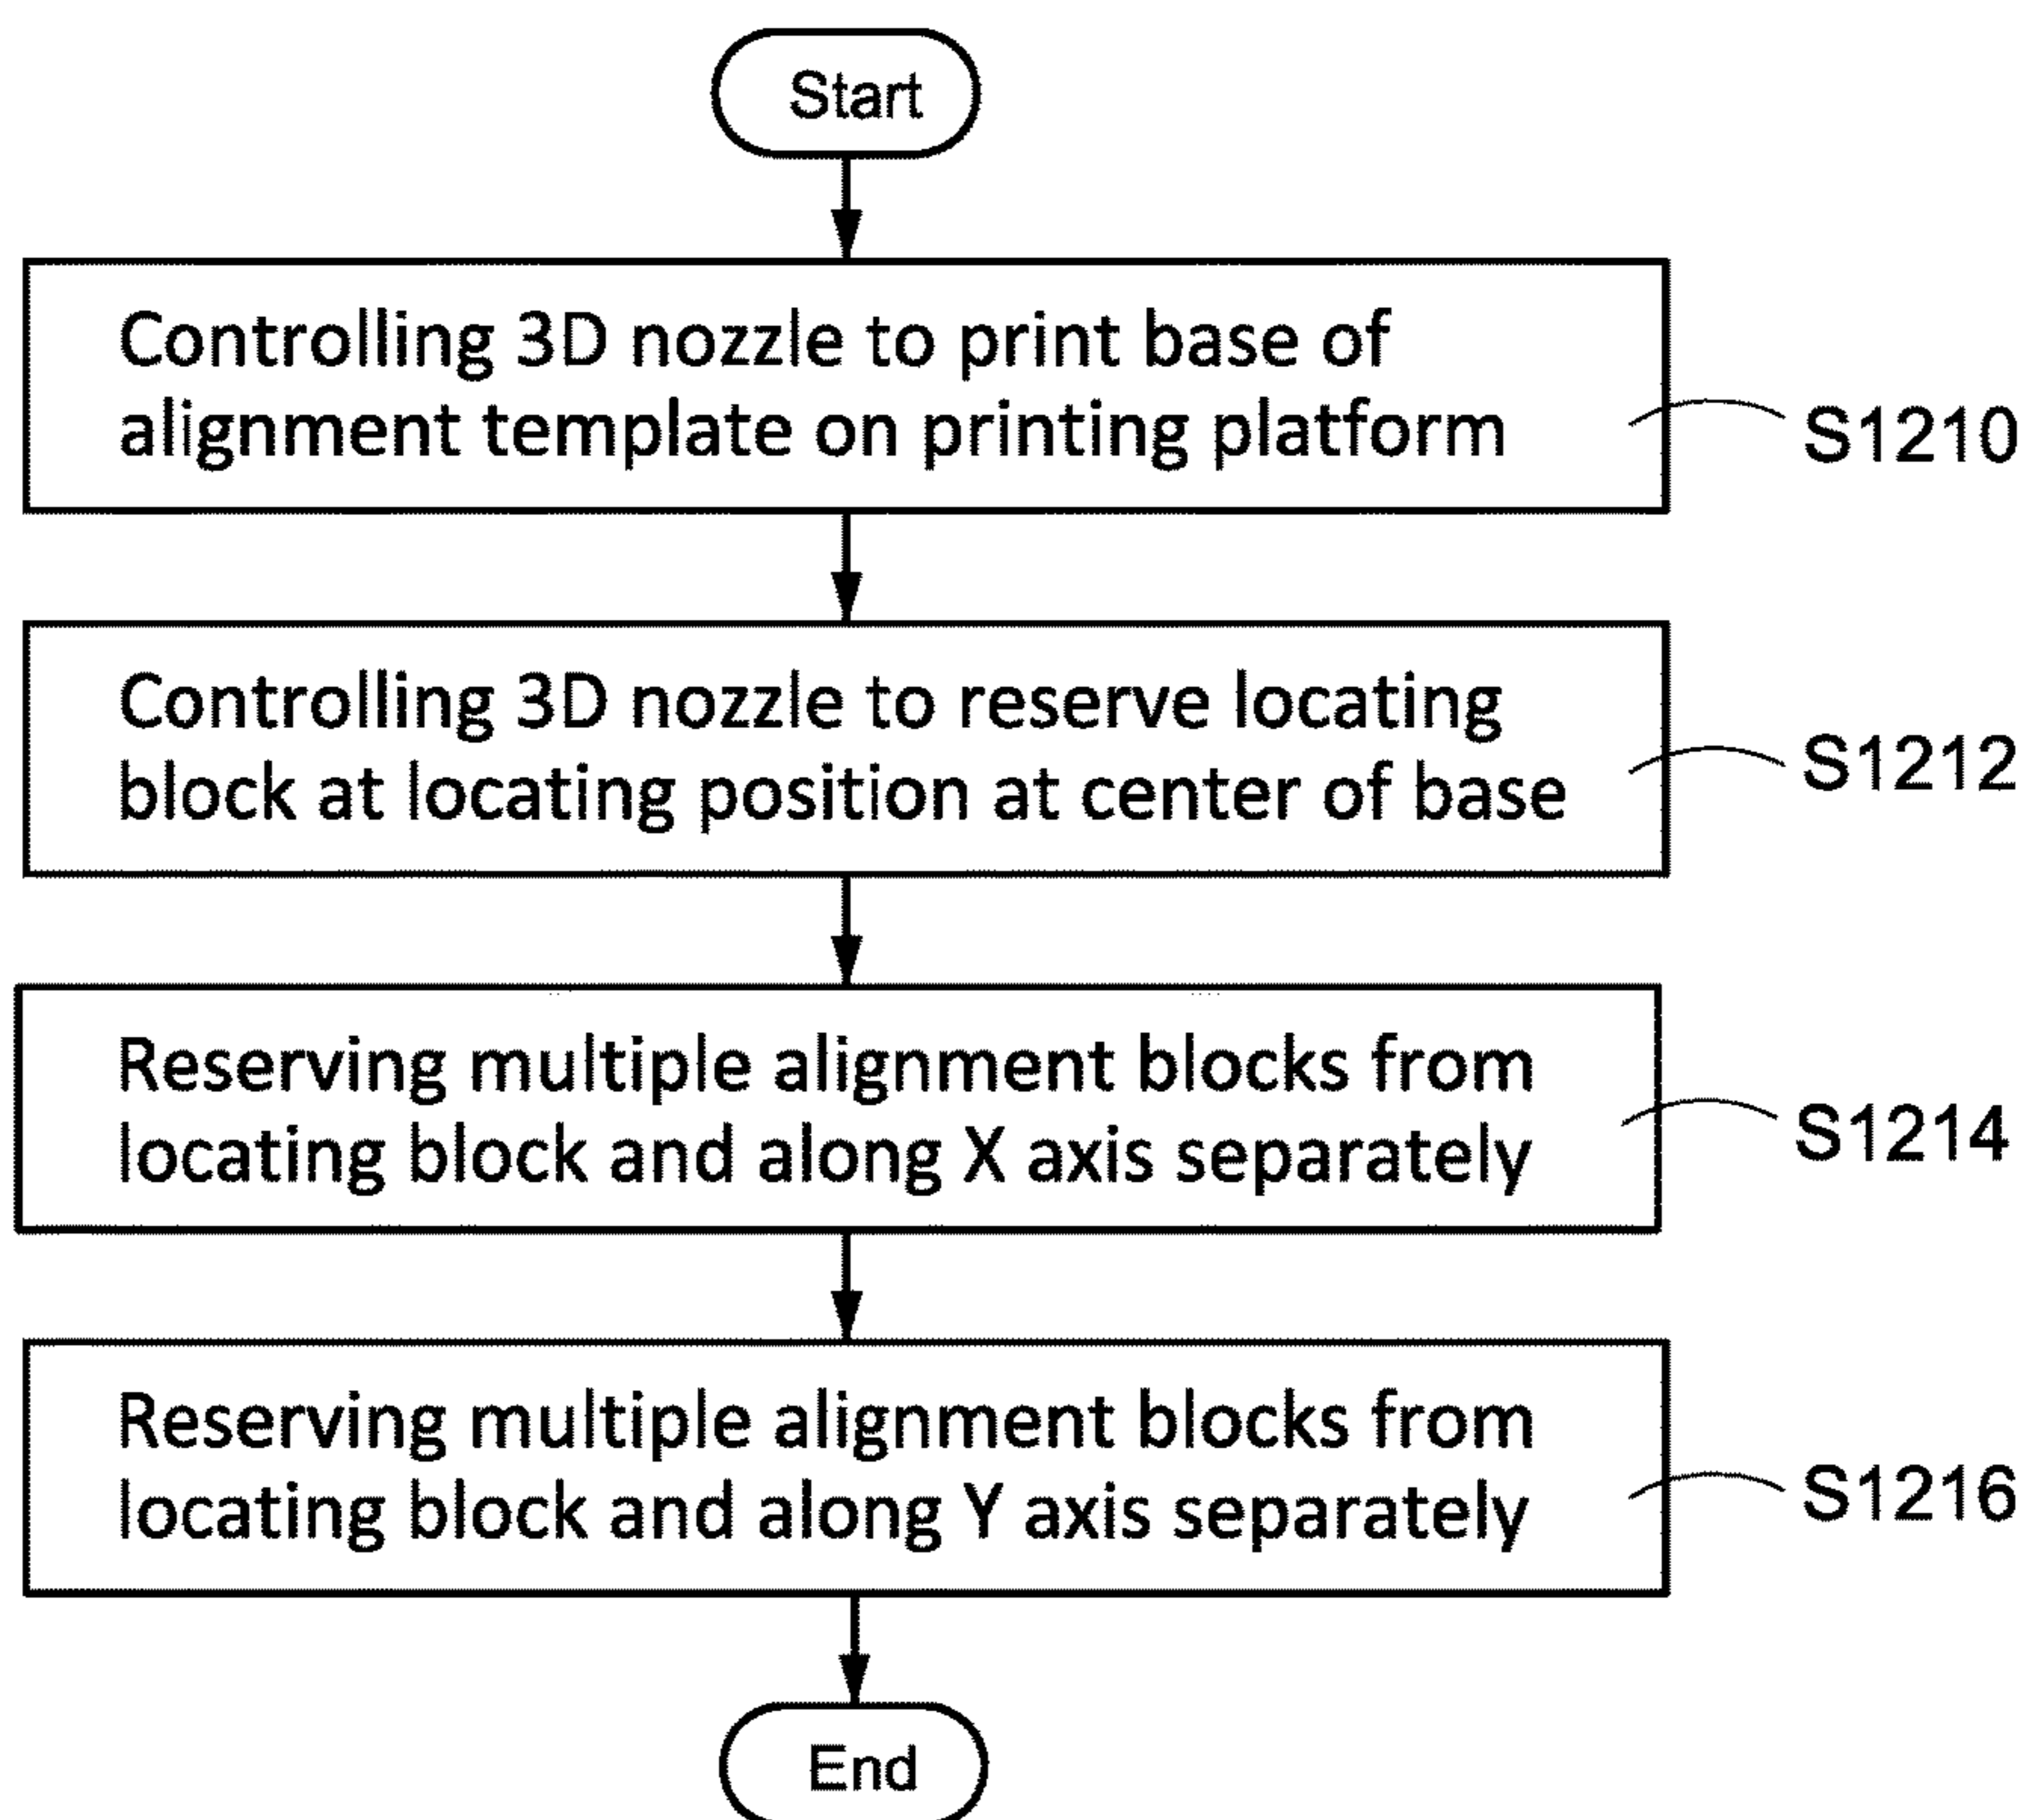 Start
Controlling 3D nozzle to print base of
alignment template on printing platform
S1210
Controlling 3D nozzle to reserve locating
block at locating position at center of base
S1212
Reserving multiple alignment blocks from
locating block and along X axis separately
S1214
Reserving multiple alignment blocks from
locating block and along Y axis separately
S1216
End